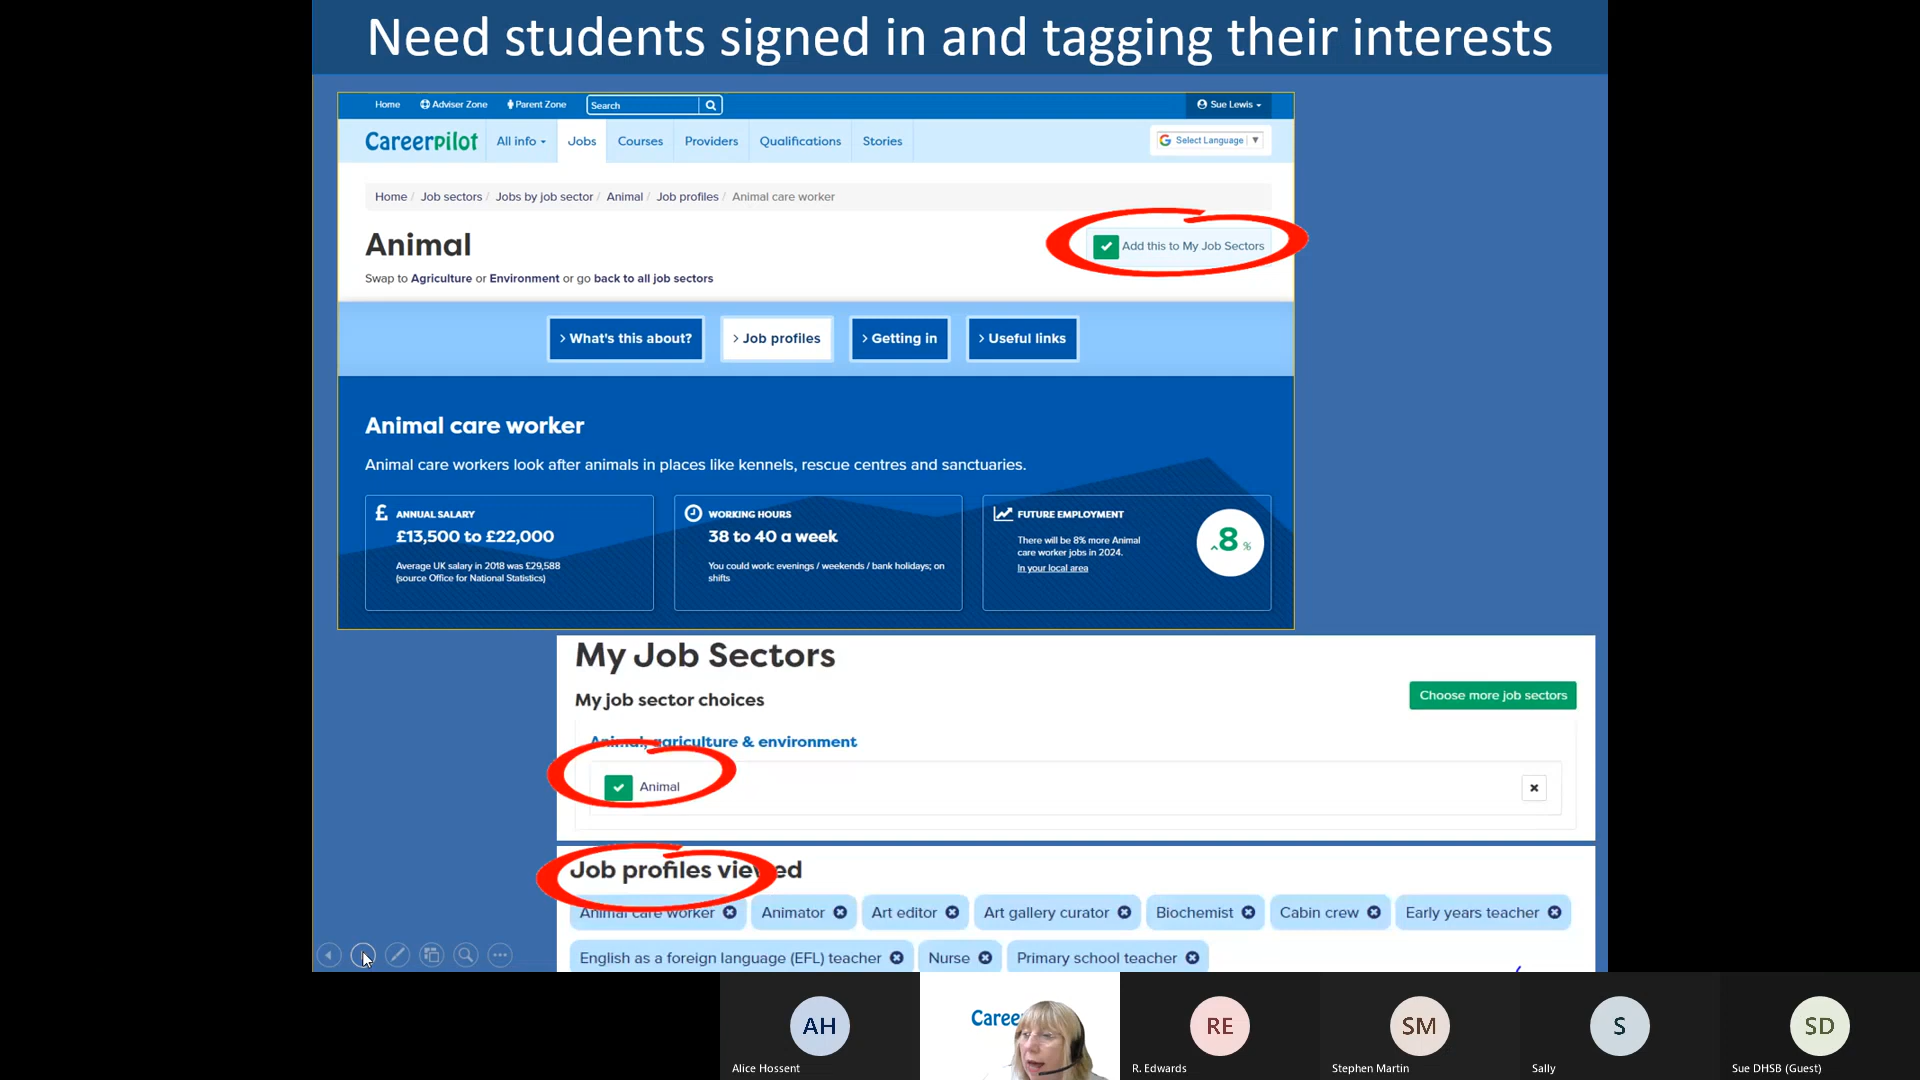 Need students signed in and tagging their interests
Home Adviser Zone Parent Zone Search Sue Lewis
Careerpilot All info Jobs Courses Providers Qualifications Stories Select Language
Home / Job sectors / Jobs by job sector / Animal / Job profiles / Animal care worker
Animal
Add this to My Job Sectors
Swap to Agriculture or Environment or go back to all job sectors
What's this about? Job profiles Getting in Useful links
Animal care worker
Animal care workers look after animals in places like kennels, rescue centres and sanctuaries.
£ ANNUAL SALARY
£13,500 to £22,000
Average UK salary in 2018 was £29,588
(source Office for National Statistics)
WORKING HOURS
38 to 40 a week
You could work: evenings / weekends / bank holidays; on
shifts
FUTURE EMPLOYMENT
There will be 8% more Animal
care worker jobs in 2024.
In your local area
8 %
My Job Sectors
My job sector choices
Choose more job sectors
Animal, agriculture & environment
Animal
Job profiles viewed
Animal care worker Animator Art editor Art gallery curator Biochemist Cabin crew Early years teacher
English as a foreign language (EFL) teacher Nurse Primary school teacher
AH Caree RE SM S SD
Alice Hossent R. Edwards Stephen Martin Sally Sue DHSB (Guest)